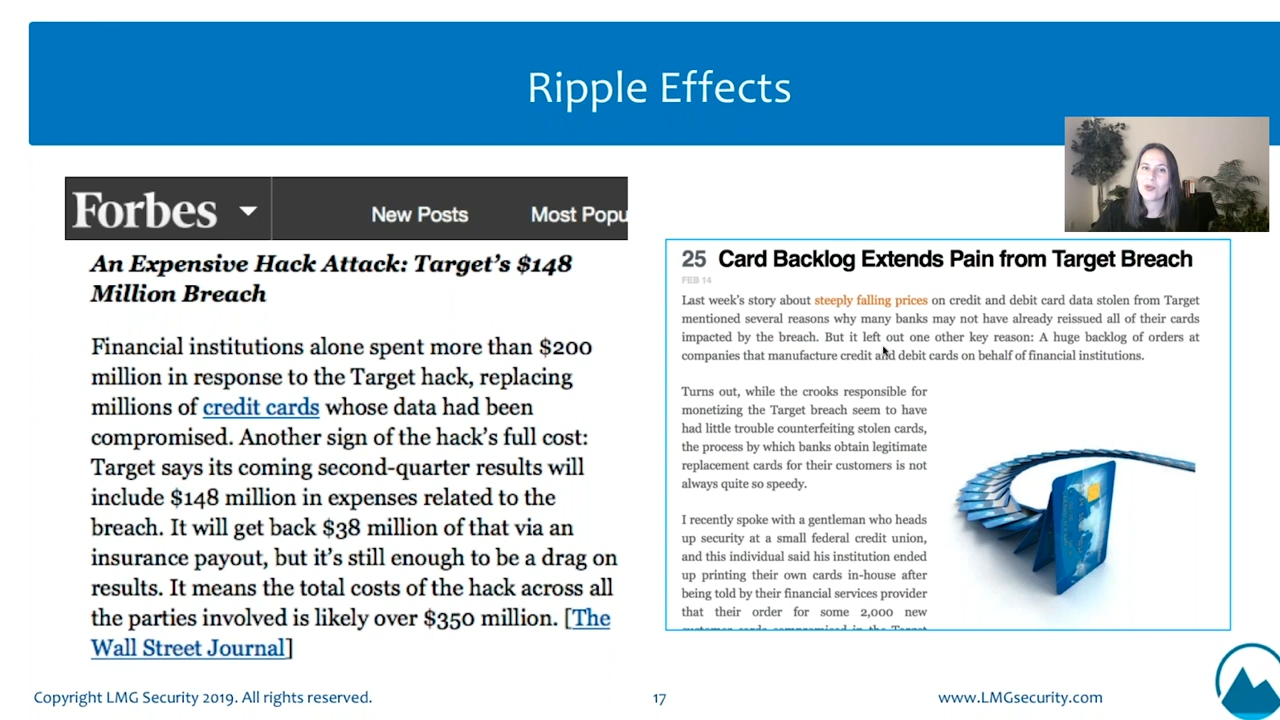 Ripple Effects
Forbes
New Posts
Most Popu
An Expensive Hack Attack: Target's $148
Million Breach
Financial institutions alone spent more than $200
million in response to the Target hack, replacing
millions of credit cards whose data had been
compromised. Another sign of the hack's full cost:
Target says its coming second-quarter results will
include $148 million in expenses related to the
breach. It will get back $38 million of that via an
insurance payout, but it's still enough to be a drag on
results. It means the total costs of the hack across all
the parties involved is likely over $350 million. [The
Wall Street Journal]
25 Card Backlog Extends Pain from Target Breach
FEB 14
Last week's story about steeply falling prices on credit and debit card data stolen from Target
mentioned several reasons why many banks may not have already reissued all of their cards
impacted by the breach. But it left out one other key reason: A huge backlog of orders at
companies that manufacture credit and debit cards on behalf of financial institutions.
Turns out, while the crooks responsible for
monetizing the Target breach seem to have
had little trouble counterfeiting stolen cards,
the process by which banks obtain legitimate
replacement cards for their customers is not
always quite so speedy.
I recently spoke with a gentleman who heads
up security at a small federal credit union,
and this individual said his institution ended
up printing their own cards in-house after
being told by their financial services provider
that their order for some 2,000 new
customer cards compromised in the Target
Copyright LMG Security 2019. All rights reserved.
17
www.LMGsecurity.com